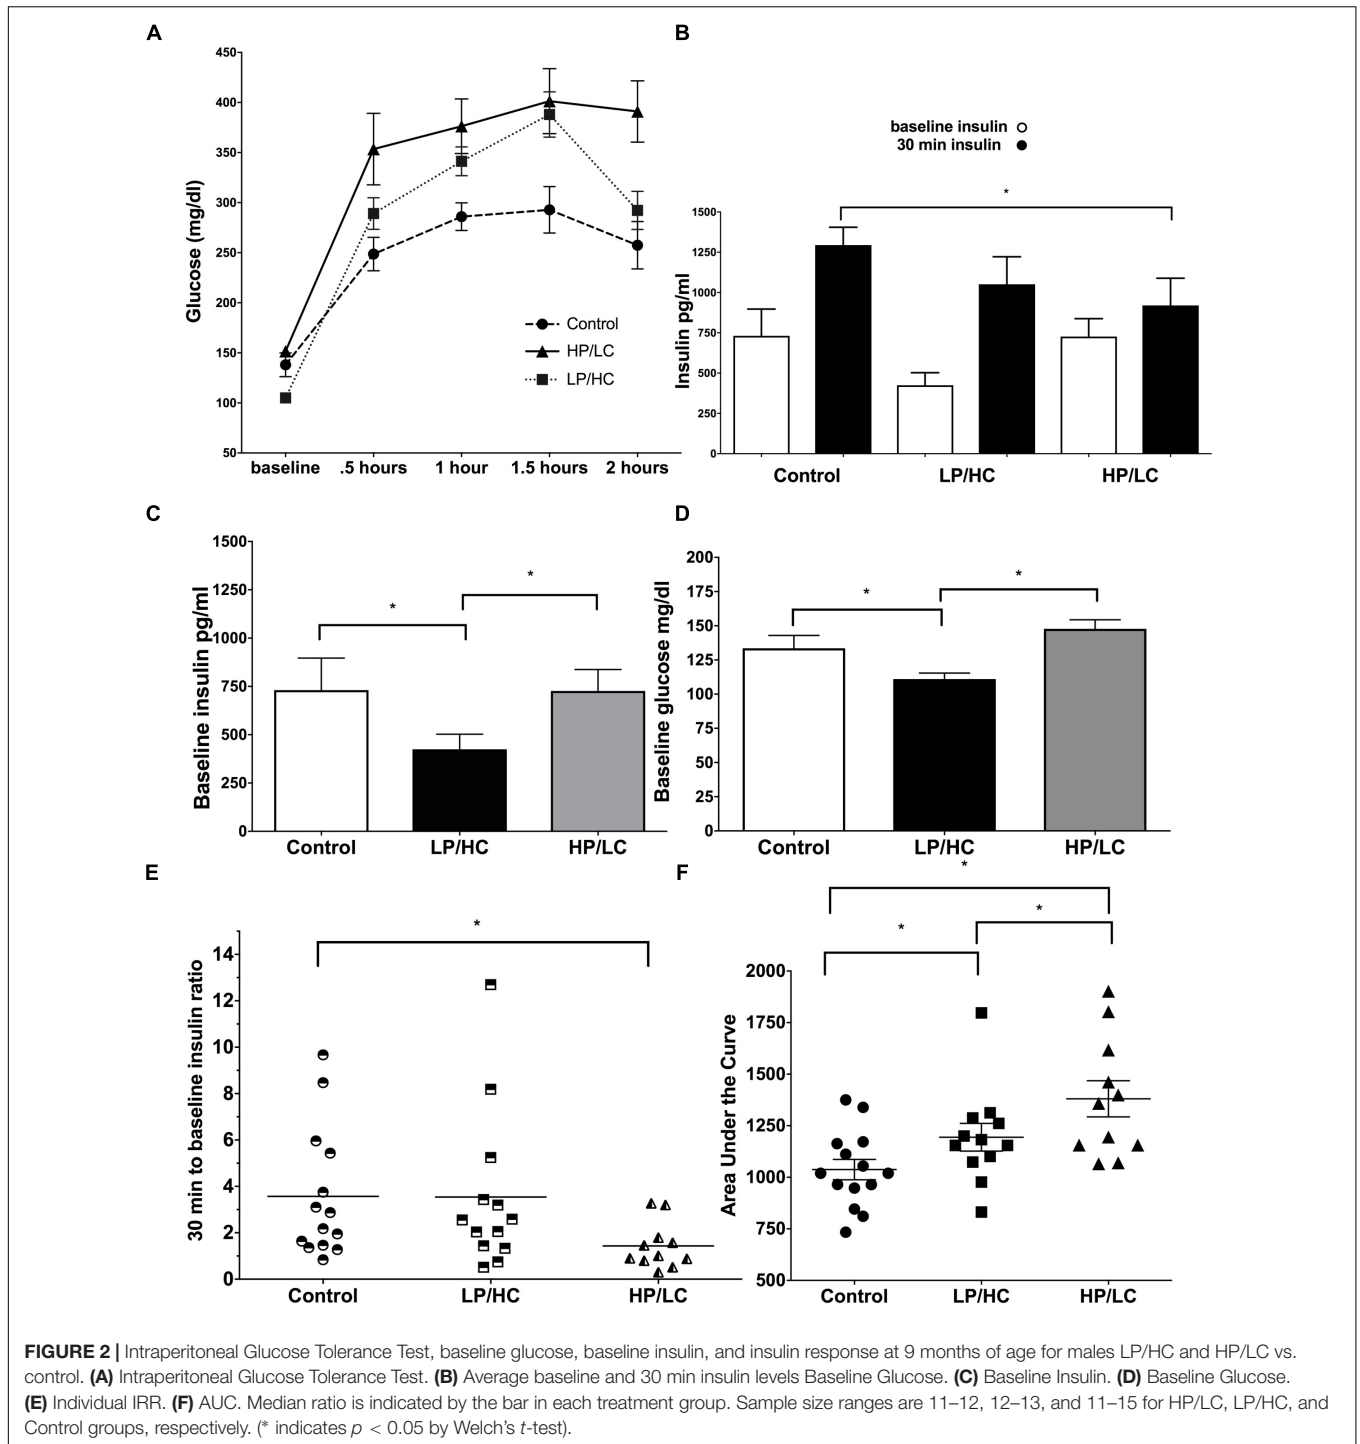 A
450
400
350
300
250
200
150
100
50
Glucose (mg/dl)
Control
HP/LC
LP/HC
baseline .5 hours 1 hour 1.5 hours 2 hours
B
baseline insulin
30 min insulin
*
1500
1250
1000
750
500
250
0
Insulin pg/ml
Control LP/HC HP/LC
C
1500
1250
1000
750
500
250
0
Baseline insulin pg/ml
*
*
Control LP/HC HP/LC
D
200
175
150
125
100
75
50
25
0
Baseline glucose mg/dl
*
*
Control LP/HC HP/LC
E
14
12
10
8
6
4
2
0
30 min to baseline insulin ratio
*
Control LP/HC HP/LC
F
*
*
*
2000
1750
1500
1250
1000
750
500
Area Under the Curve
Control LP/HC HP/LC
FIGURE 2 | Intraperitoneal Glucose Tolerance Test, baseline glucose, baseline insulin, and insulin response at 9 months of age for males LP/HC and HP/LC vs.
control. (A) Intraperitoneal Glucose Tolerance Test. (B) Average baseline and 30 min insulin levels Baseline Glucose. (C) Baseline Insulin. (D) Baseline Glucose.
(E) Individual IRR. (F) AUC. Median ratio is indicated by the bar in each treatment group. Sample size ranges are 11–12, 12–13, and 11–15 for HP/LC, LP/HC, and
Control groups, respectively. (* indicates p < 0.05 by Welch's t-test).